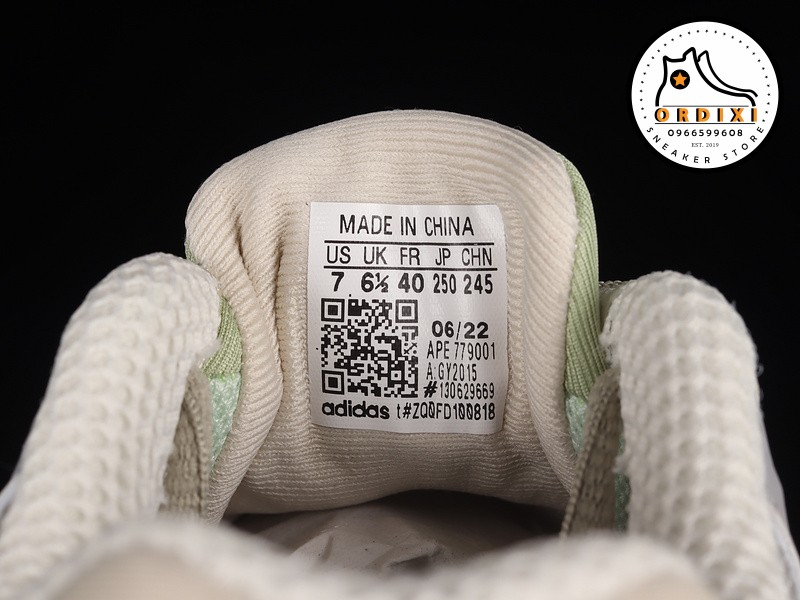 ORDIXI
0966599608
EST. 2019
SNEAKER STORE
MADE IN CHINA
US UK FR JP CHN
7 6½ 40 250 245
06/22
APE 779001
A: GY2015
#130629669
adidas t#ZQ0FD100818